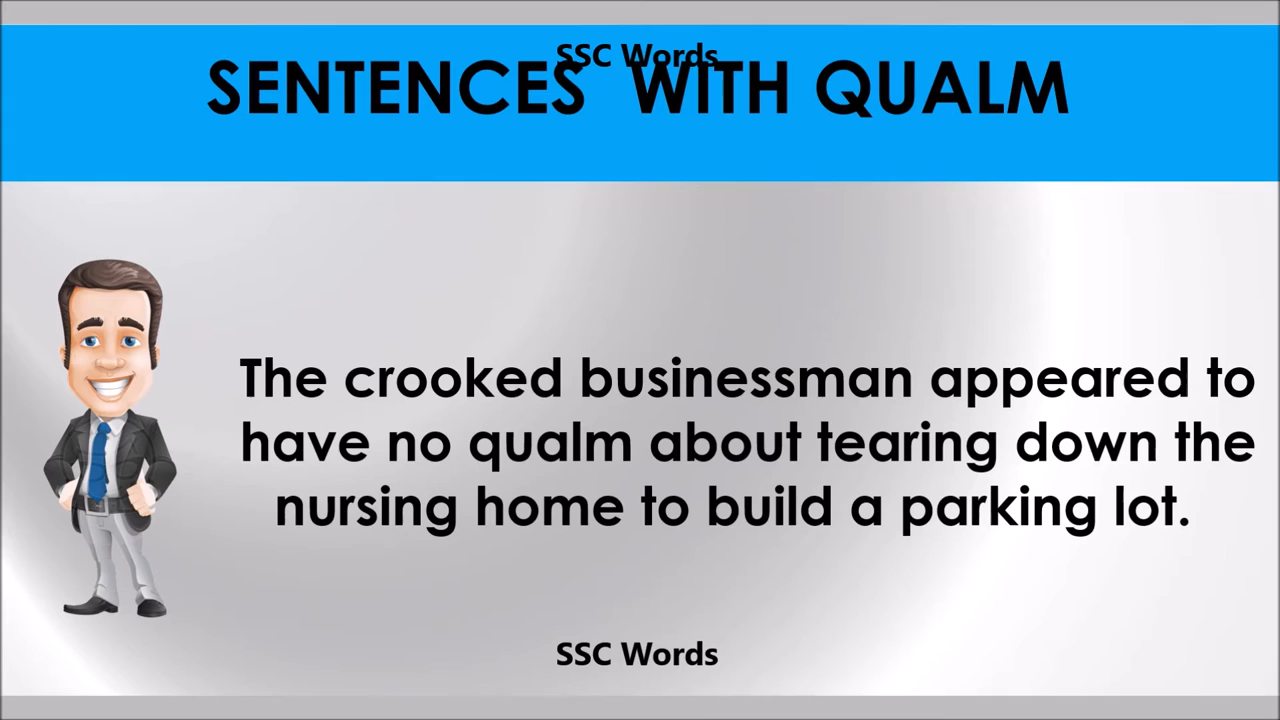 SSC Words
SENTENCES WITH QUALM
The crooked businessman appeared to
have no qualm about tearing down the
nursing home to build a parking lot.
SSC Words